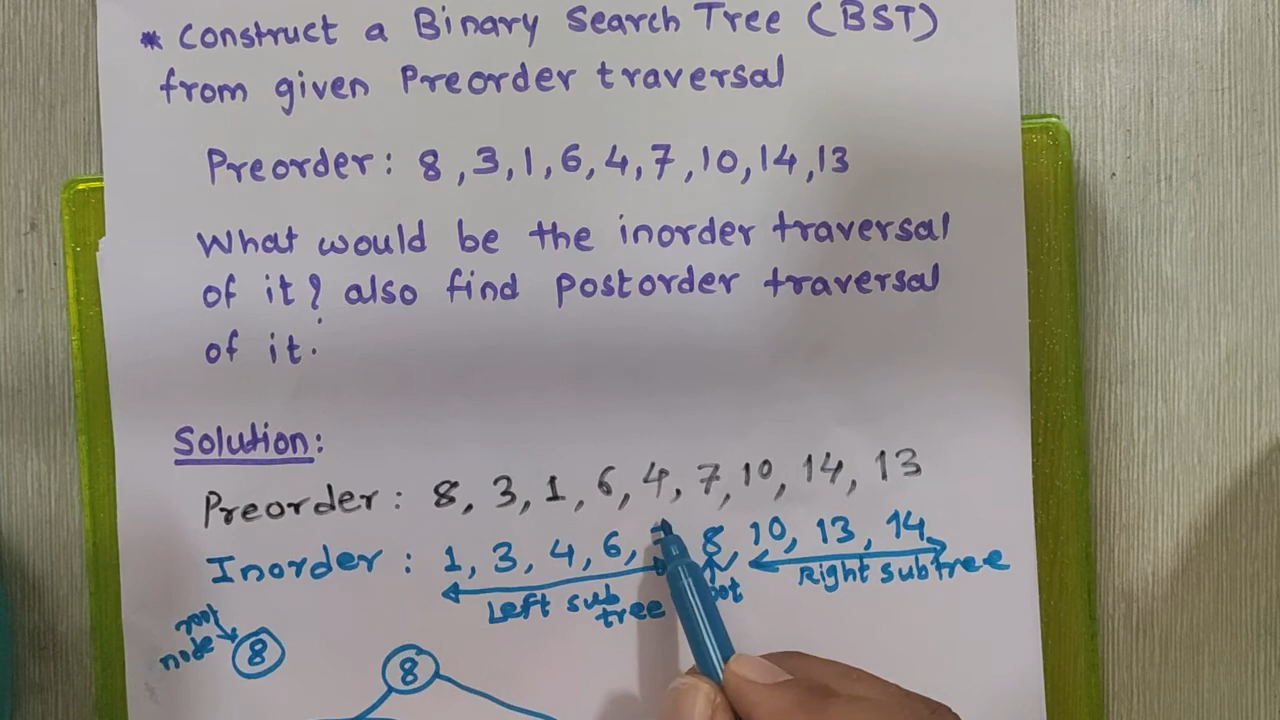 * Construct a Binary Search Tree (BST)
from given Preorder traversal
Preorder: 8,3,1,6,4,7,10,14,13
What would be the inorder traversal
of it? also find postorder traversal
of it.
Solution:
Preorder: 8, 3, 1, 6, 4, 7, 10, 14, 13
Inorder: 1, 3, 4, 6, 8, 10, 13, 14
Left sub
tree
Right subtree
root
node
8
8